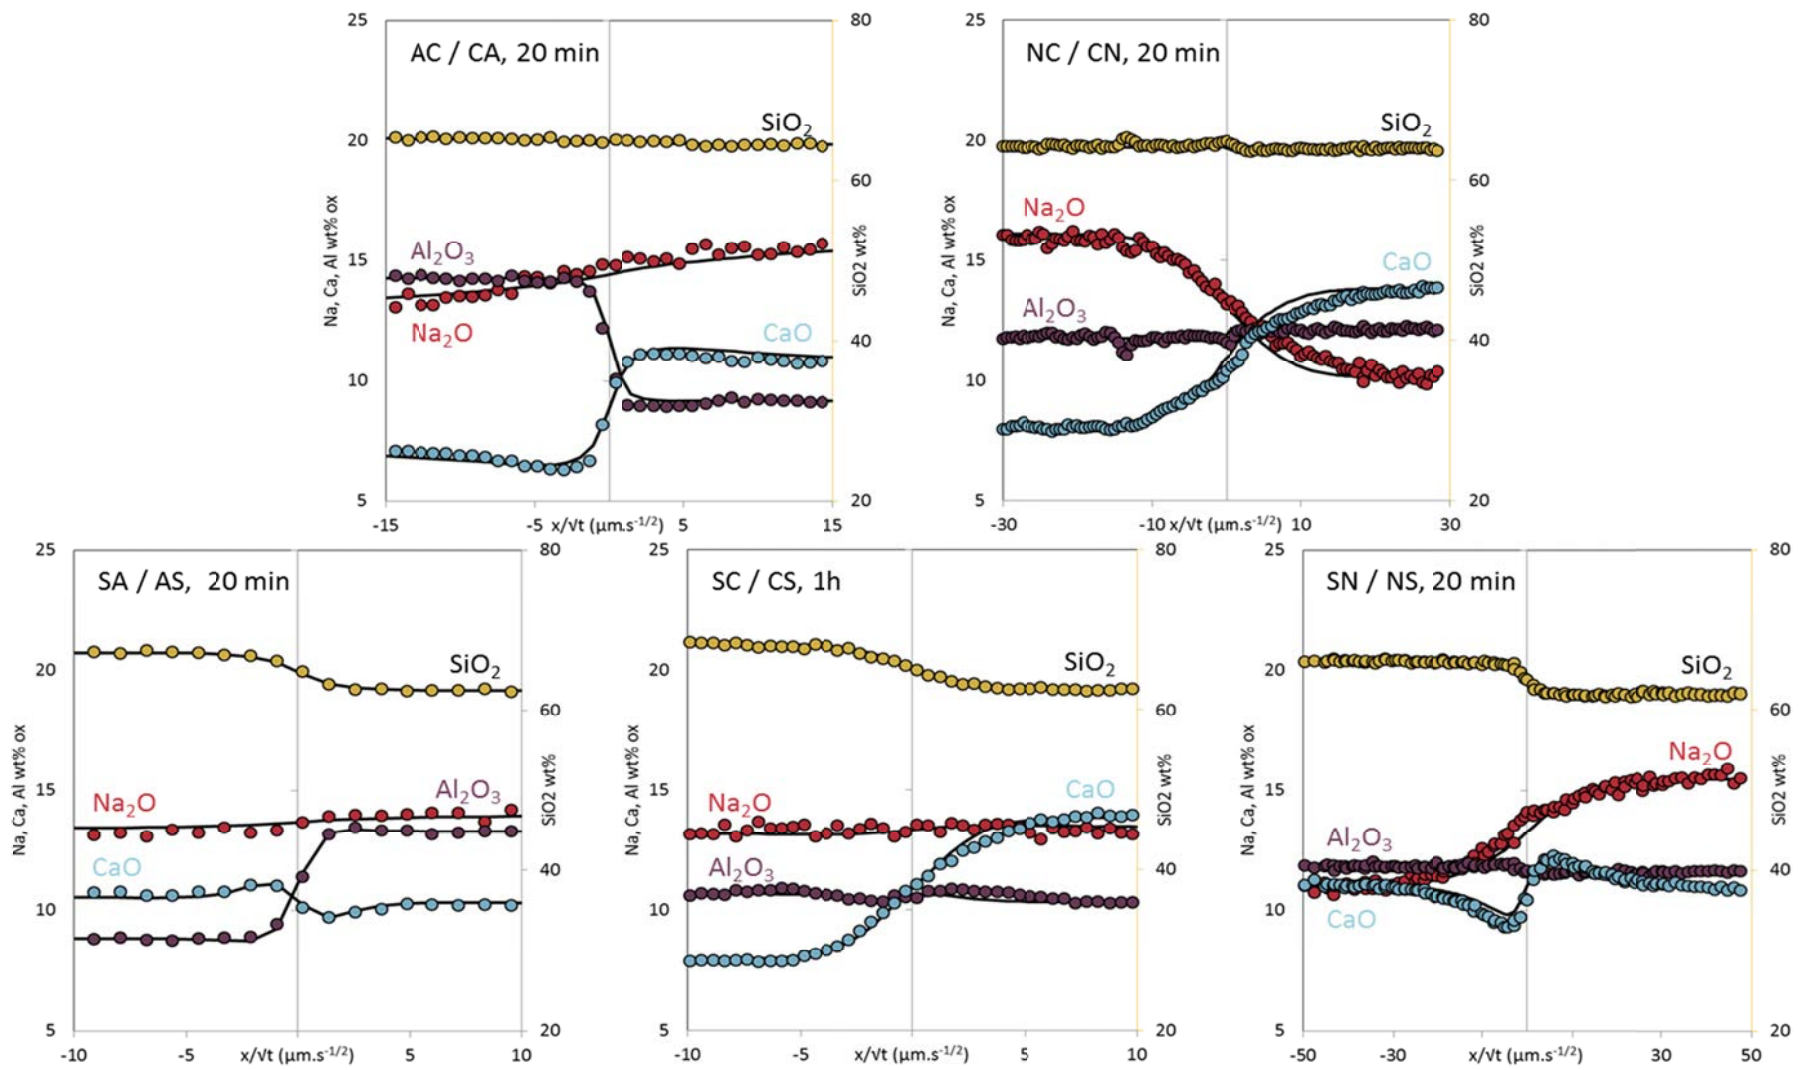 AC / CA, 20 min
25
20
15
10
5
80
60
40
20
SiO₂
Al₂O₃
Na₂O
CaO
Na, Ca, Al wt% ox
SiO2 wt%
-15
-5
x/√t (µm.s⁻¹/²)
5
15
NC / CN, 20 min
25
20
15
10
5
80
60
40
20
SiO₂
Na₂O
CaO
Al₂O₃
Na, Ca, Al wt% ox
SiO2 wt%
-30
-10
x/√t (µm.s⁻¹/²)
10
30
SA / AS, 20 min
25
20
15
10
5
80
60
40
20
SiO₂
Na₂O
Al₂O₃
CaO
Na, Ca, Al wt% ox
SiO2 wt%
-10
-5
x/√t (µm.s⁻¹/²)
5
10
SC / CS, 1h
25
20
15
10
5
80
60
40
20
SiO₂
Na₂O
CaO
Al₂O₃
Na, Ca, Al wt% ox
SiO2 wt%
-10
-5
x/√t (µm.s⁻¹/²)
5
10
SN / NS, 20 min
25
20
15
10
5
80
60
40
20
SiO₂
Na₂O
Al₂O₃
CaO
Na, Ca, Al wt% ox
SiO2 wt%
-50
-30
x/√t (µm.s⁻¹/²)
30
50